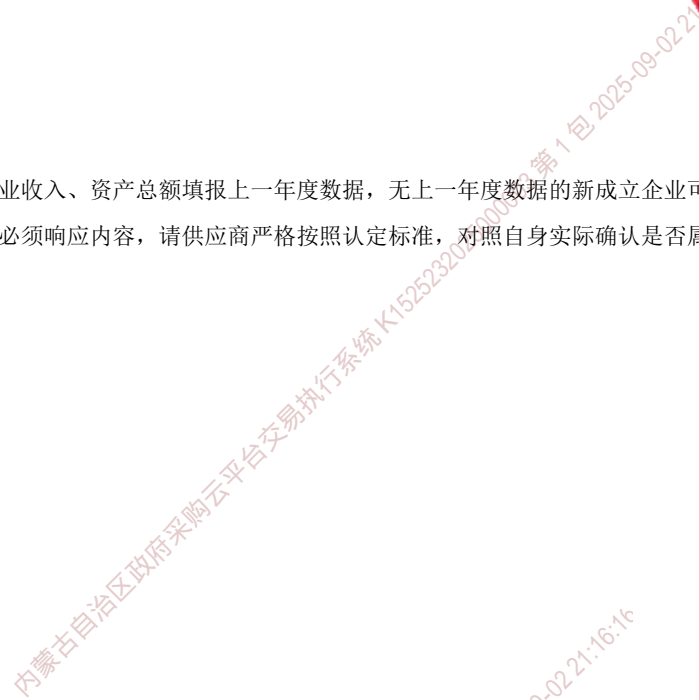 业收入、资产总额填报上一年度数据，无上一年度数据的新成立企业可
必须响应内容，请供应商严格按照认定标准，对照自身实际确认是否属
内蒙古自治区政府采购云平台交易执行系统 第 1 包 2025-09-02 21
-02 21:16:16